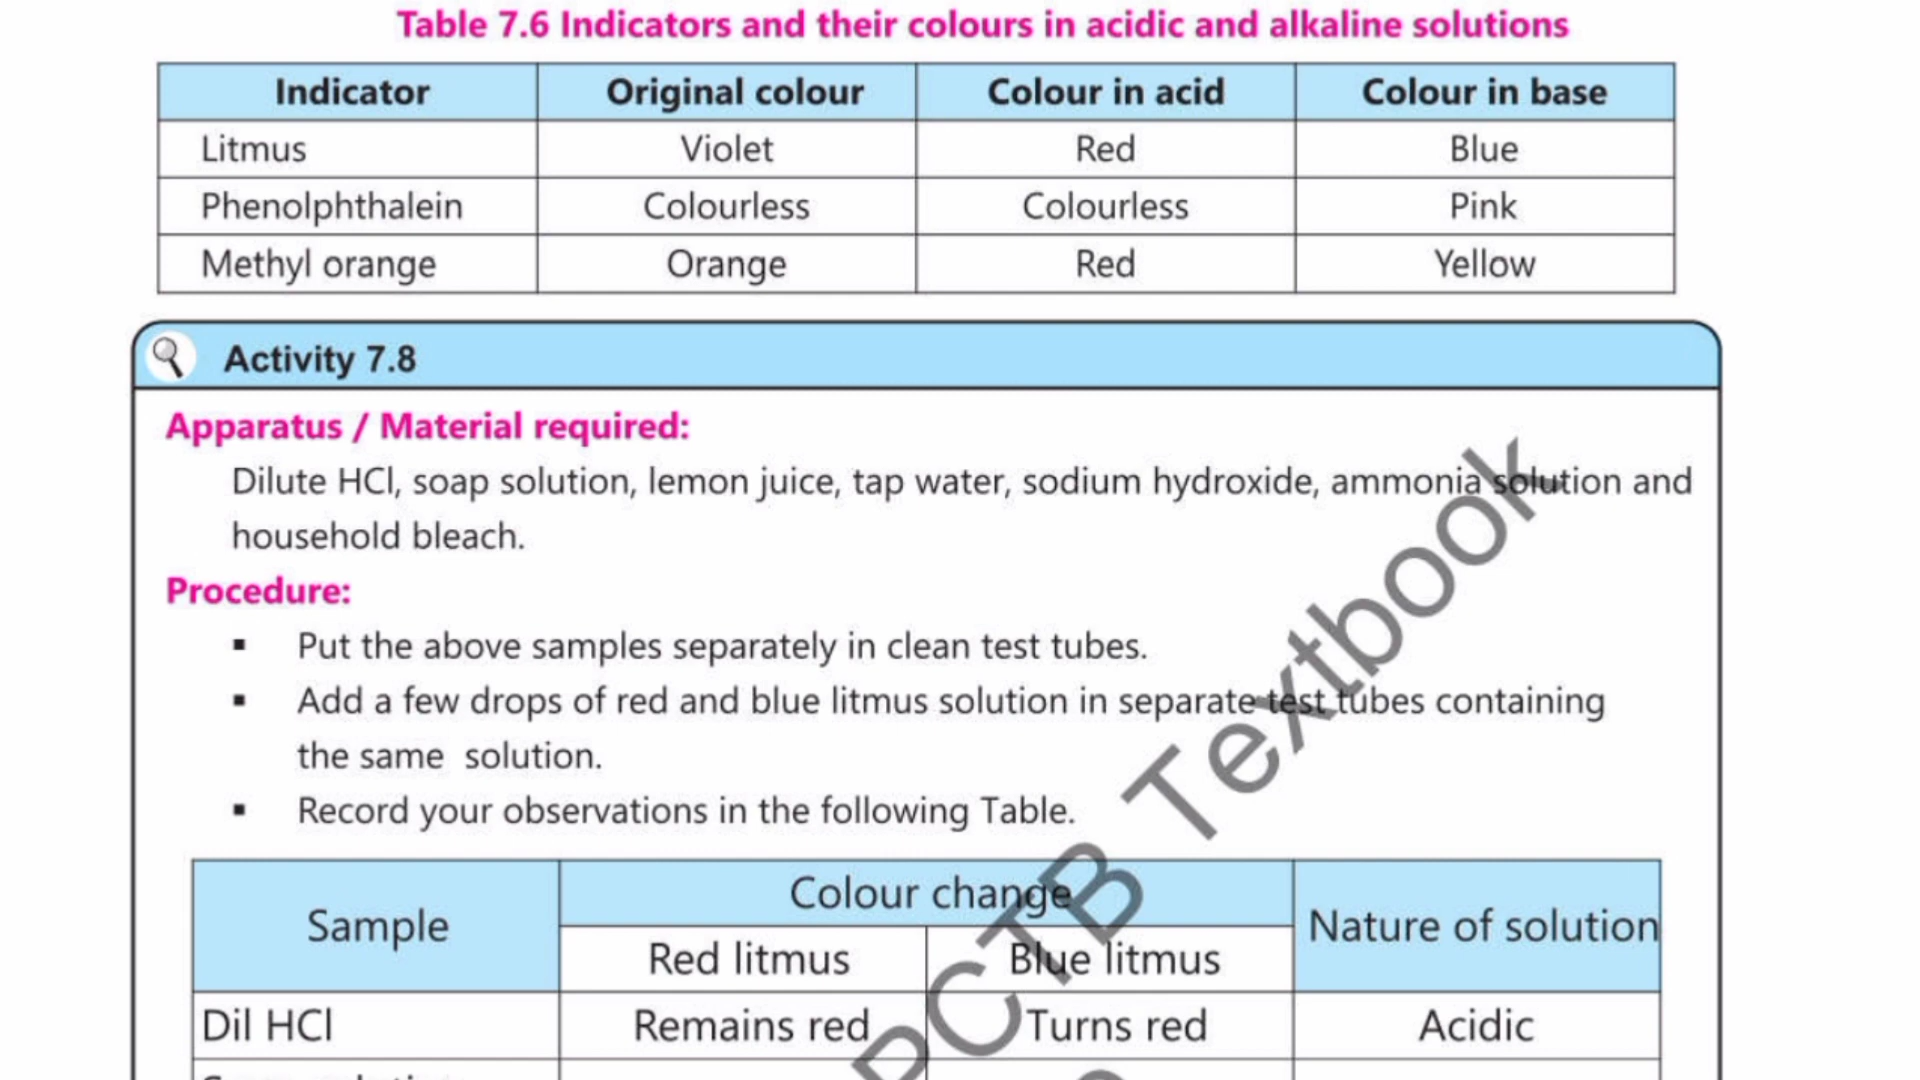 Table 7.6 Indicators and their colours in acidic and alkaline solutions
Indicator Original colour Colour in acid Colour in base
Litmus Violet Red Blue
Phenolphthalein Colourless Colourless Pink
Methyl orange Orange Red Yellow
Activity 7.8
Apparatus / Material required:
Dilute HCl, soap solution, lemon juice, tap water, sodium hydroxide, ammonia solution and
household bleach.
Procedure:
▪ Put the above samples separately in clean test tubes.
▪ Add a few drops of red and blue litmus solution in separate test tubes containing
the same solution.
▪ Record your observations in the following Table.
Sample Colour change Nature of solution
Red litmus Blue litmus
Dil HCl Remains red Turns red Acidic
PCTB Textbook